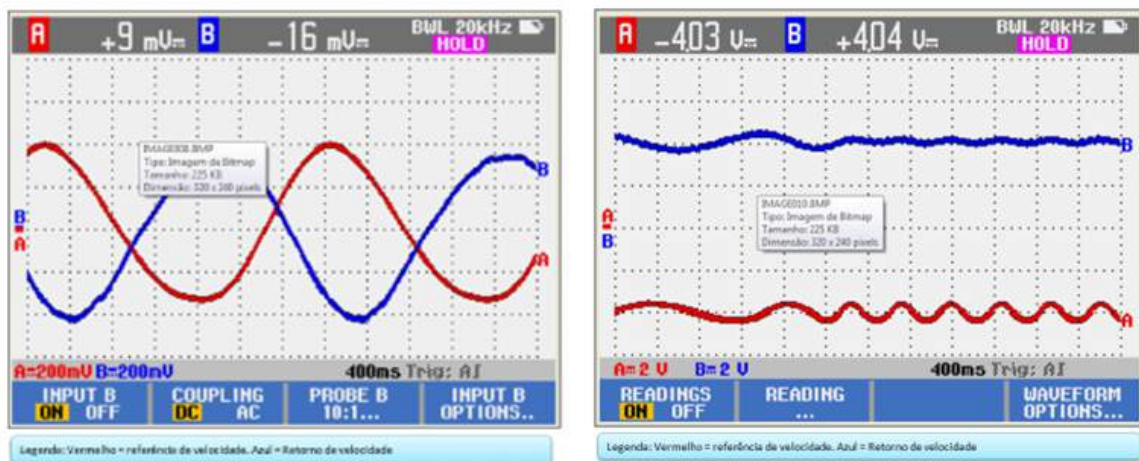 A +9 mV B -16 mV BWL 20kHz
HOLD
IMAGE008.BMP
Tipo: Imagem de Bitmap
Tamanho: 225 KB
Dimensão: 320 x 240 pixels
B
B
A
A
A=200mV B=200mV 400ms Trig: AI
INPUT B COUPLING PROBE B INPUT B
ON OFF DC AC 10:1... OPTIONS..
Legenda: Vermelho = referência de velocidade. Azul = Retorno de velocidade
A -4.03 V B +4.04 V BWL 20kHz
HOLD
B
IMAGE010.BMP
Tipo: Imagem de Bitmap
Tamanho: 225 KB
Dimensão: 320 x 240 pixels
A
B
A
A=2 V B=2 V 400ms Trig: AI
READINGS READING WAVEFORM
ON OFF ... OPTIONS...
Legenda: Vermelho = referência de velocidade. Azul = Retorno de velocidade